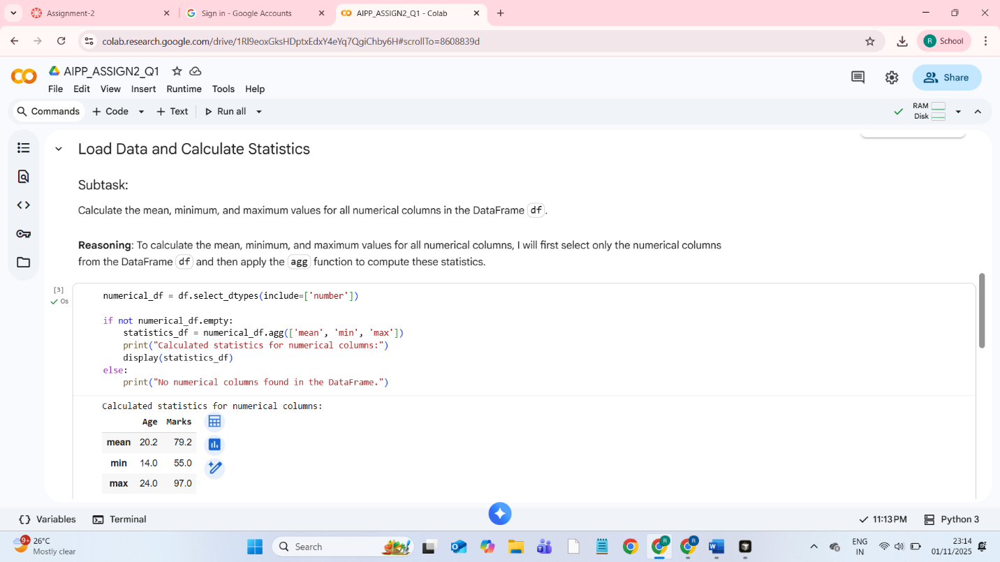 Assignment-2
Sign in - Google Accounts
AIPP_ASSIGN2_Q1 - Colab
colab.research.google.com/drive/1Rl9eoxGksHDptxEdxY4eYq7QgiChby6H#scrollTo=8608839d
R School
AIPP_ASSIGN2_Q1
File Edit View Insert Runtime Tools Help
Share
Commands + Code + Text Run all
RAM
Disk
Load Data and Calculate Statistics
Subtask:
Calculate the mean, minimum, and maximum values for all numerical columns in the DataFrame df.
Reasoning: To calculate the mean, minimum, and maximum values for all numerical columns, I will first select only the numerical columns
from the DataFrame df and then apply the agg function to compute these statistics.
[3]
0s
numerical_df = df.select_dtypes(include=['number'])
if not numerical_df.empty:
    statistics_df = numerical_df.agg(['mean', 'min', 'max'])
    print("Calculated statistics for numerical columns:")
    display(statistics_df)
else:
    print("No numerical columns found in the DataFrame.")
Calculated statistics for numerical columns:
Age Marks
mean 20.2 79.2
min 14.0 55.0
max 24.0 97.0
Variables Terminal
11:13 PM Python 3
9+
26°C
Mostly clear
Search
ENG
IN
23:14
01/11/2025